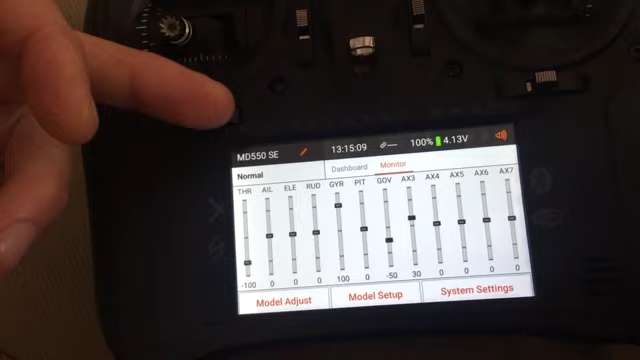 MD550 SE 13:15:09 100% 4.13V
Normal Dashboard Monitor
THR AIL ELE RUD GYR PIT GOV AX3 AX4 AX5 AX6 AX7
-100 0 0 0 100 0 -50 30 0 0 0 0
Model Adjust Model Setup System Settings